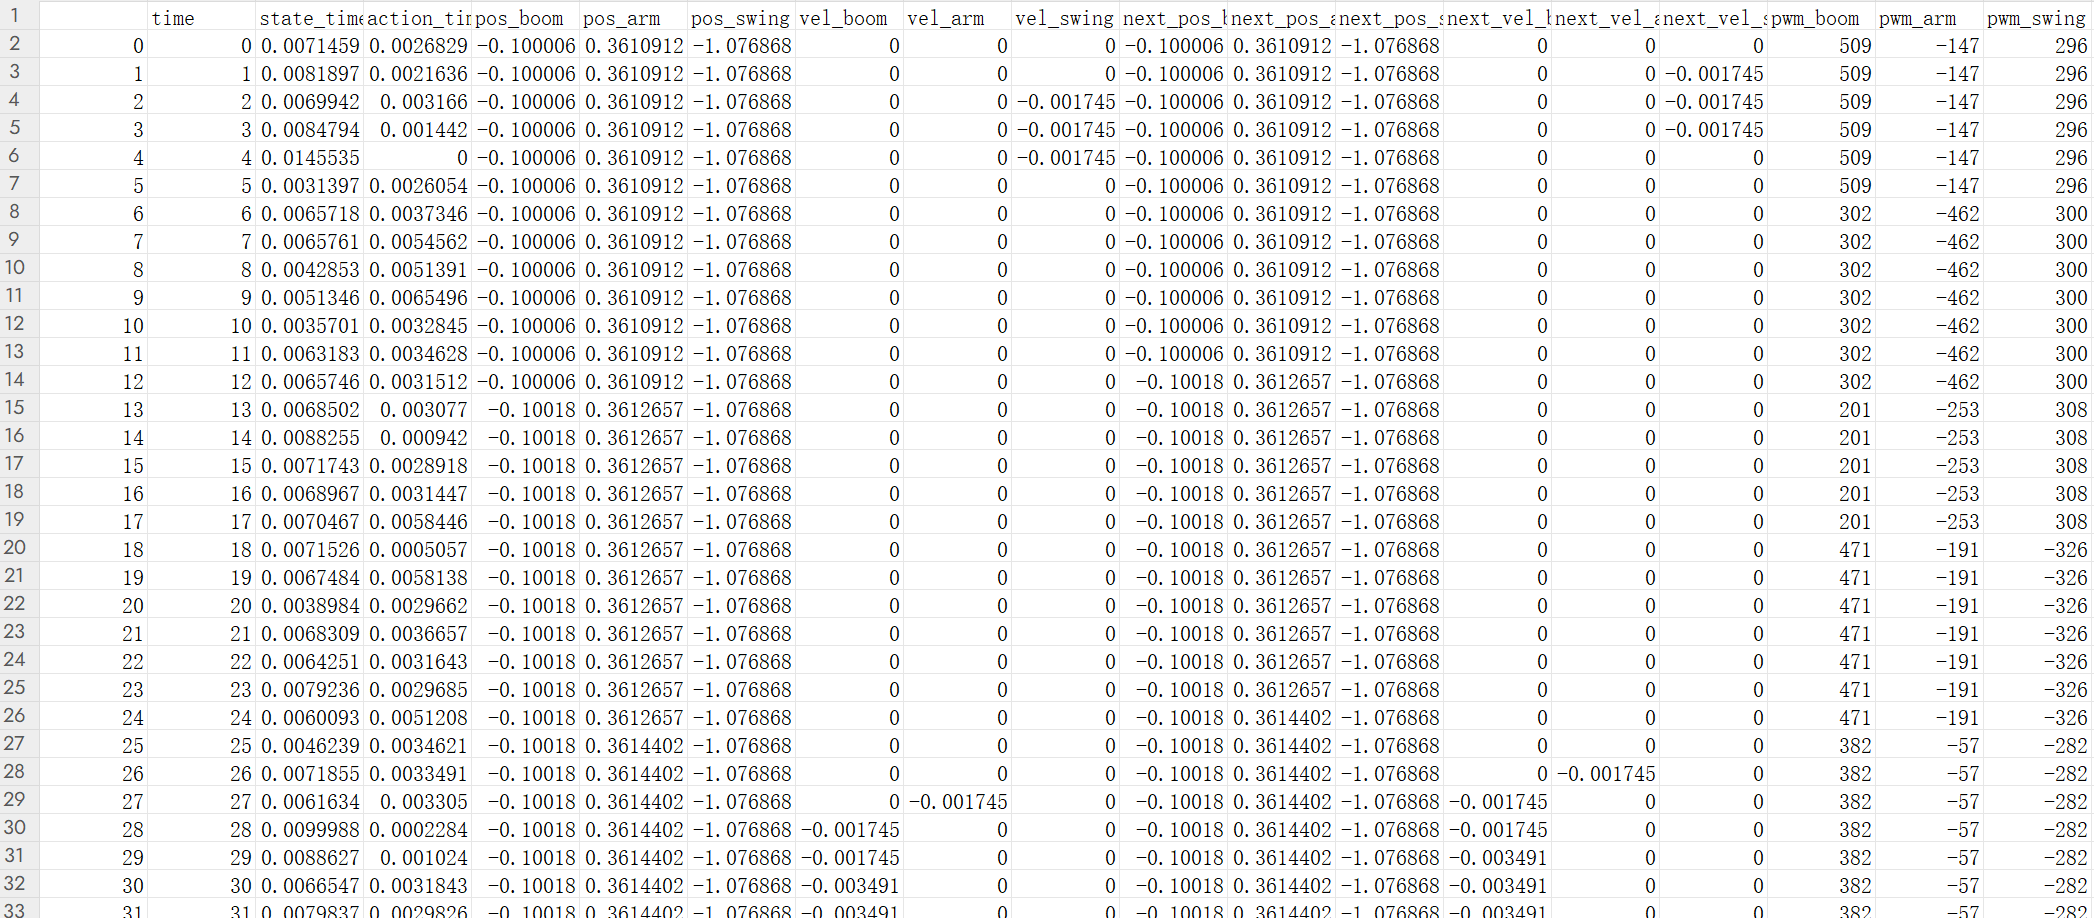 1 time state_time action_tim pos_boom pos_arm pos_swing vel_boom vel_arm vel_swing next_pos_b next_pos_a next_pos_s next_vel_b next_vel_a next_vel_s pwm_boom pwm_arm pwm_swing
2 0 0 0.0071459 0.0026829 -0.100006 0.3610912 -1.076868 0 0 0 -0.100006 0.3610912 -1.076868 0 0 0 509 -147 296
3 1 1 0.0081897 0.0021636 -0.100006 0.3610912 -1.076868 0 0 0 -0.100006 0.3610912 -1.076868 0 0 -0.001745 509 -147 296
4 2 2 0.0069942 0.003166 -0.100006 0.3610912 -1.076868 0 0 -0.001745 -0.100006 0.3610912 -1.076868 0 0 -0.001745 509 -147 296
5 3 3 0.0084794 0.001442 -0.100006 0.3610912 -1.076868 0 0 -0.001745 -0.100006 0.3610912 -1.076868 0 0 -0.001745 509 -147 296
6 4 4 0.0145535 0 -0.100006 0.3610912 -1.076868 0 0 -0.001745 -0.100006 0.3610912 -1.076868 0 0 0 509 -147 296
7 5 5 0.0031397 0.0026054 -0.100006 0.3610912 -1.076868 0 0 0 -0.100006 0.3610912 -1.076868 0 0 0 509 -147 296
8 6 6 0.0065718 0.0037346 -0.100006 0.3610912 -1.076868 0 0 0 -0.100006 0.3610912 -1.076868 0 0 0 302 -462 300
9 7 7 0.0065761 0.0054562 -0.100006 0.3610912 -1.076868 0 0 0 -0.100006 0.3610912 -1.076868 0 0 0 302 -462 300
10 8 8 0.0042853 0.0051391 -0.100006 0.3610912 -1.076868 0 0 0 -0.100006 0.3610912 -1.076868 0 0 0 302 -462 300
11 9 9 0.0051346 0.0065496 -0.100006 0.3610912 -1.076868 0 0 0 -0.100006 0.3610912 -1.076868 0 0 0 302 -462 300
12 10 10 0.0035701 0.0032845 -0.100006 0.3610912 -1.076868 0 0 0 -0.100006 0.3610912 -1.076868 0 0 0 302 -462 300
13 11 11 0.0063183 0.0034628 -0.100006 0.3610912 -1.076868 0 0 0 -0.100006 0.3610912 -1.076868 0 0 0 302 -462 300
14 12 12 0.0065746 0.0031512 -0.100006 0.3610912 -1.076868 0 0 0 -0.10018 0.3612657 -1.076868 0 0 0 302 -462 300
15 13 13 0.0068502 0.003077 -0.10018 0.3612657 -1.076868 0 0 0 -0.10018 0.3612657 -1.076868 0 0 0 201 -253 308
16 14 14 0.0088255 0.000942 -0.10018 0.3612657 -1.076868 0 0 0 -0.10018 0.3612657 -1.076868 0 0 0 201 -253 308
17 15 15 0.0071743 0.0028918 -0.10018 0.3612657 -1.076868 0 0 0 -0.10018 0.3612657 -1.076868 0 0 0 201 -253 308
18 16 16 0.0068967 0.0031447 -0.10018 0.3612657 -1.076868 0 0 0 -0.10018 0.3612657 -1.076868 0 0 0 201 -253 308
19 17 17 0.0070467 0.0058446 -0.10018 0.3612657 -1.076868 0 0 0 -0.10018 0.3612657 -1.076868 0 0 0 201 -253 308
20 18 18 0.0071526 0.0005057 -0.10018 0.3612657 -1.076868 0 0 0 -0.10018 0.3612657 -1.076868 0 0 0 471 -191 -326
21 19 19 0.0067484 0.0058138 -0.10018 0.3612657 -1.076868 0 0 0 -0.10018 0.3612657 -1.076868 0 0 0 471 -191 -326
22 20 20 0.0038984 0.0029662 -0.10018 0.3612657 -1.076868 0 0 0 -0.10018 0.3612657 -1.076868 0 0 0 471 -191 -326
23 21 21 0.0068309 0.0036657 -0.10018 0.3612657 -1.076868 0 0 0 -0.10018 0.3612657 -1.076868 0 0 0 471 -191 -326
24 22 22 0.0064251 0.0031643 -0.10018 0.3612657 -1.076868 0 0 0 -0.10018 0.3612657 -1.076868 0 0 0 471 -191 -326
25 23 23 0.0079236 0.0029685 -0.10018 0.3612657 -1.076868 0 0 0 -0.10018 0.3612657 -1.076868 0 0 0 471 -191 -326
26 24 24 0.0060093 0.0051208 -0.10018 0.3612657 -1.076868 0 0 0 -0.10018 0.3614402 -1.076868 0 0 0 471 -191 -326
27 25 25 0.0046239 0.0034621 -0.10018 0.3614402 -1.076868 0 0 0 -0.10018 0.3614402 -1.076868 0 0 0 382 -57 -282
28 26 26 0.0071855 0.0033491 -0.10018 0.3614402 -1.076868 0 0 0 -0.10018 0.3614402 -1.076868 0 -0.001745 0 382 -57 -282
29 27 27 0.0061634 0.003305 -0.10018 0.3614402 -1.076868 0 -0.001745 0 -0.10018 0.3614402 -1.076868 -0.001745 0 0 382 -57 -282
30 28 28 0.0099988 0.0002284 -0.10018 0.3614402 -1.076868 -0.001745 0 0 -0.10018 0.3614402 -1.076868 -0.001745 0 0 382 -57 -282
31 29 29 0.0088627 0.001024 -0.10018 0.3614402 -1.076868 -0.001745 0 0 -0.10018 0.3614402 -1.076868 -0.003491 0 0 382 -57 -282
32 30 30 0.0066547 0.0031843 -0.10018 0.3614402 -1.076868 -0.003491 0 0 -0.10018 0.3614402 -1.076868 -0.003491 0 0 382 -57 -282
33 31 31 0.0079837 0.0029826 -0.10018 0.3614402 -1.076868 -0.003491 0 0 -0.10018 0.3614402 -1.076868 -0.003491 0 0 382 -57 -282